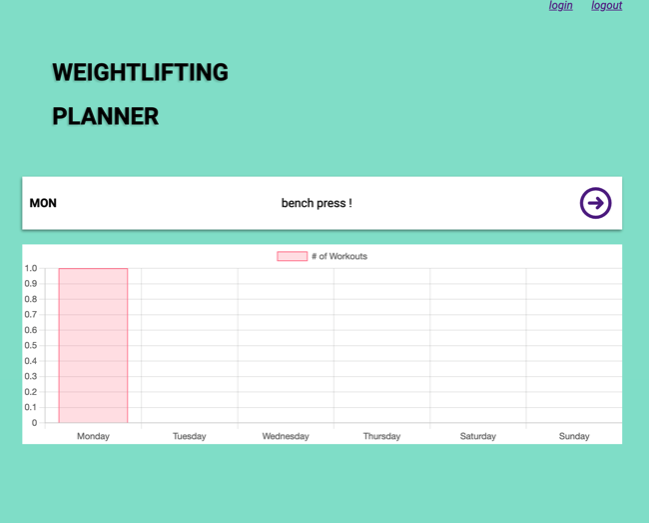 login logout
WEIGHTLIFTING
PLANNER
MON bench press !
# of Workouts
1.0
0.9
0.8
0.7
0.6
0.5
0.4
0.3
0.2
0.1
0
Monday Tuesday Wednesday Thursday Saturday Sunday